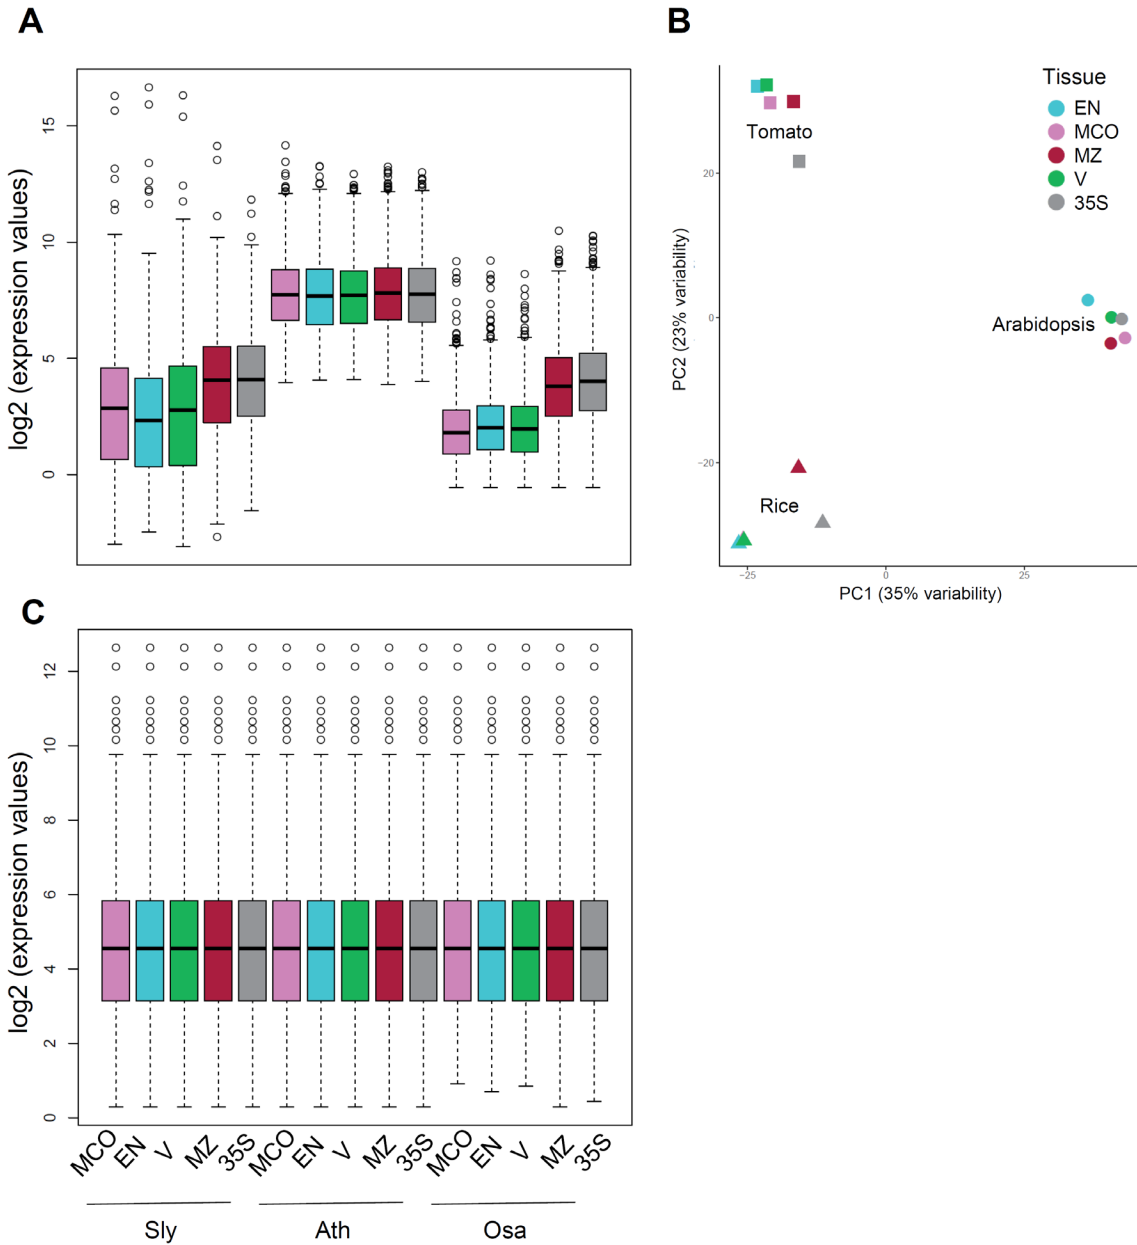 A
log2 (expression values)
15
10
5
0
B
Tissue
EN
MCO
MZ
V
35S
Tomato
Arabidopsis
Rice
PC2 (23% variability)
20
0
−20
−25
0
25
PC1 (35% variability)
C
log2 (expression values)
12
10
8
6
4
2
0
MCO EN V MZ 35S MCO EN V MZ 35S MCO EN V MZ 35S
Sly Ath Osa